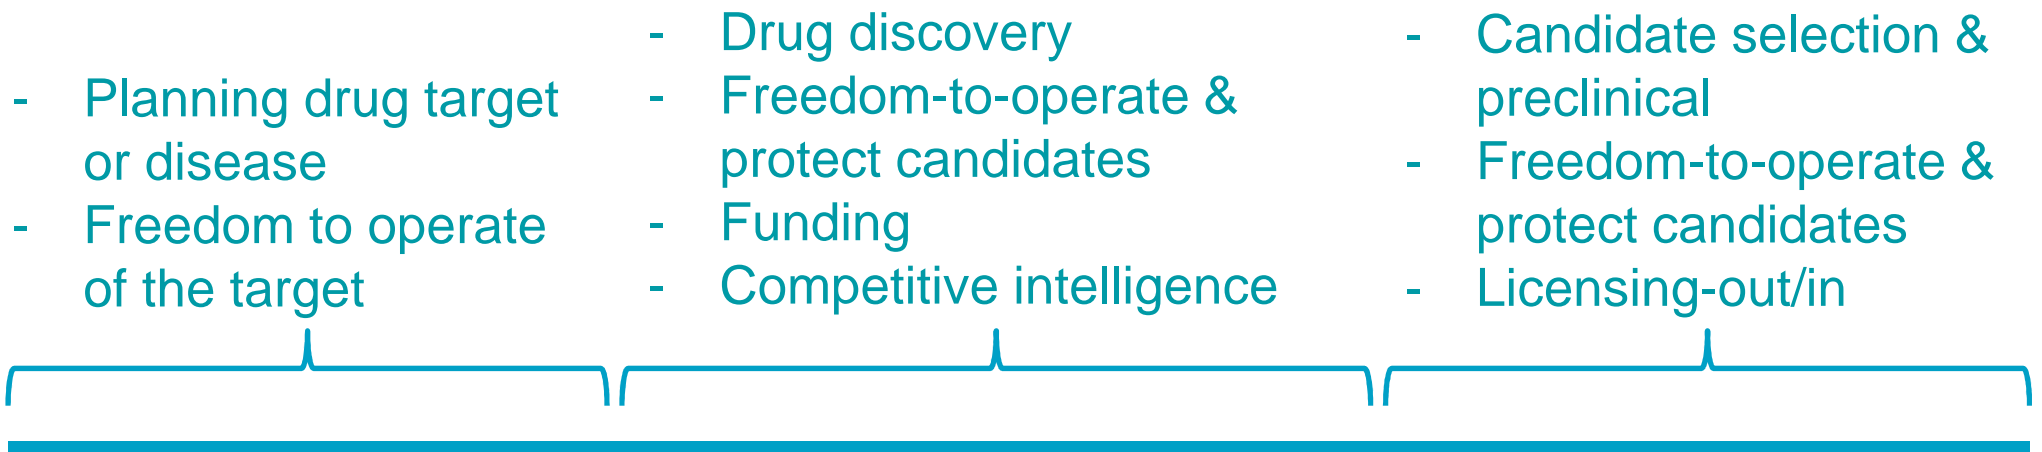 - Planning drug target
or disease
- Freedom to operate
of the target
- Drug discovery
- Freedom-to-operate &
protect candidates
- Funding
- Competitive intelligence
- Candidate selection &
preclinical
- Freedom-to-operate &
protect candidates
- Licensing-out/in